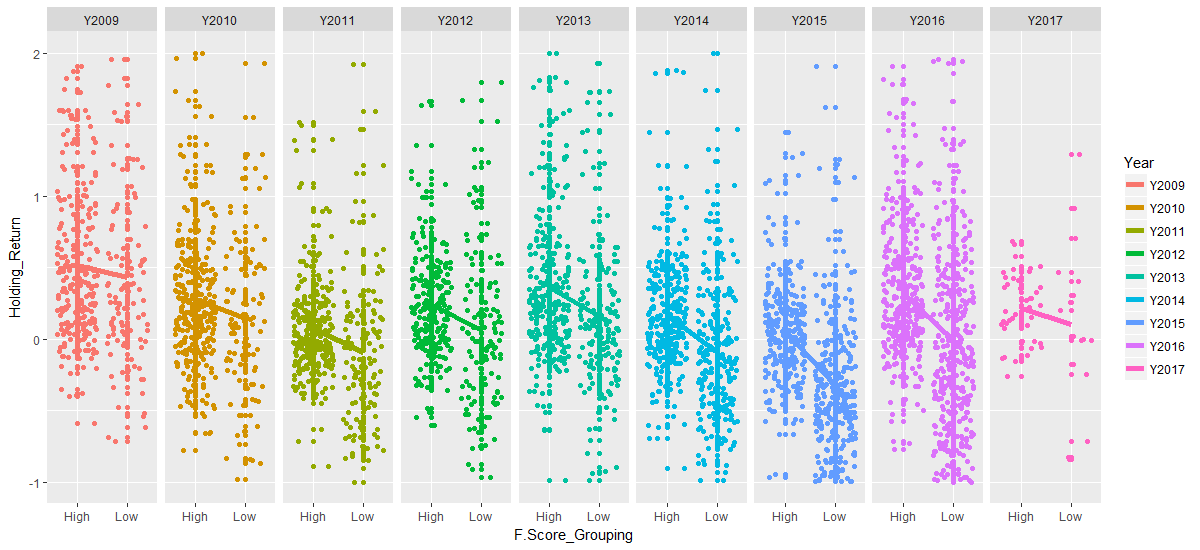 Y2009 Y2010 Y2011 Y2012 Y2013 Y2014 Y2015 Y2016 Y2017
Holding_Return
2
1
0
-1
High Low High Low High Low High Low High Low High Low High Low High Low High Low
F.Score_Grouping
Year
Y2009
Y2010
Y2011
Y2012
Y2013
Y2014
Y2015
Y2016
Y2017